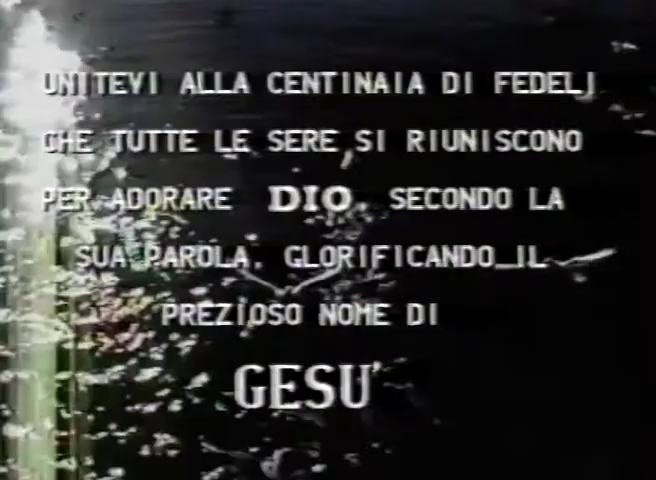 UNITEVI ALLA CENTINAIA DI FEDELI
CHE TUTTE LE SERE SI RIUNISCONO
PER ADORARE DIO, SECONDO LA
SUA PAROLA, GLORIFICANDO IL
PREZIOSO NOME DI
GESU'